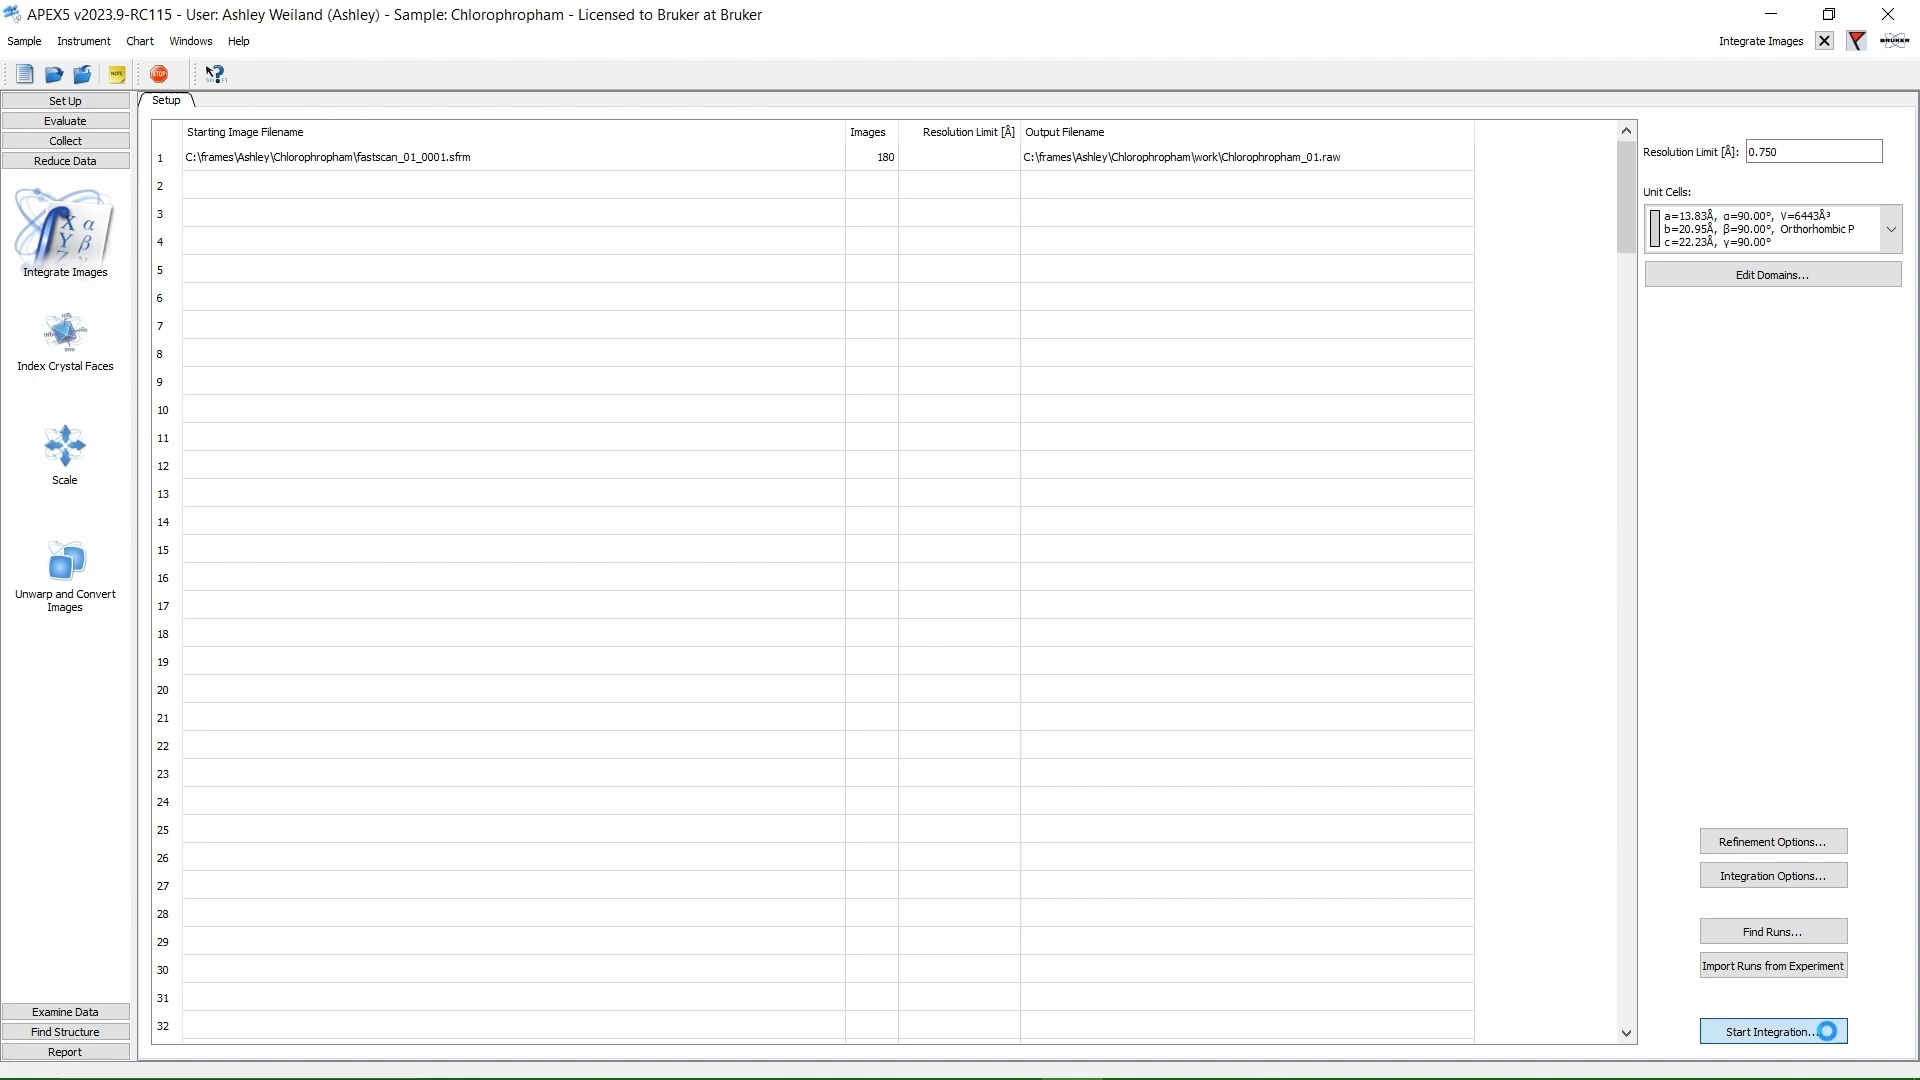 APEX5 v2023.9-RC115 - User: Ashley Weiland (Ashley) - Sample: Chlorophropham - Licensed to Bruker at Bruker
Sample Instrument Chart Windows Help
Integrate Images
BRUKER
NOTE
STOP
Set Up
Evaluate
Collect
Reduce Data
Integrate Images
Index Crystal Faces
Scale
Unwarp and Convert
Images
Examine Data
Find Structure
Report
Setup
Starting Image Filename Images Resolution Limit [Å] Output Filename
1 C:\frames\Ashley\Chlorophropham\fastscan_01_0001.sfrm 180 C:\frames\Ashley\Chlorophropham\work\Chlorophropham_01.raw
2
3
4
5
6
7
8
9
10
11
12
13
14
15
16
17
18
19
20
21
22
23
24
25
26
27
28
29
30
31
32
Resolution Limit [Å]: 0.750
Unit Cells:
a=13.83Å, α=90.00°, V=6443Å³
b=20.95Å, β=90.00°, Orthorhombic P
c=22.23Å, γ=90.00°
Edit Domains...
Refinement Options...
Integration Options...
Find Runs...
Import Runs from Experiment
Start Integration...